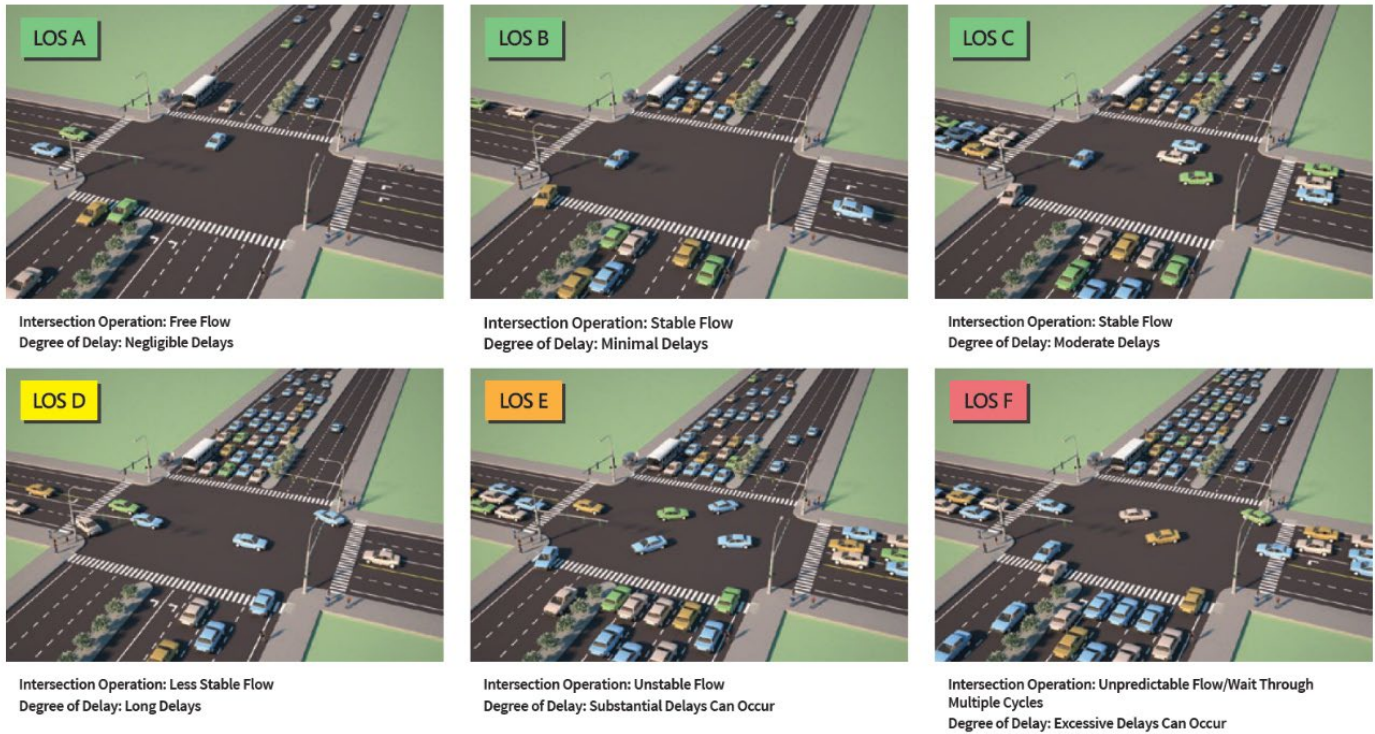 LOS A
LOS B
LOS C
Intersection Operation: Free Flow
Degree of Delay: Negligible Delays
Intersection Operation: Stable Flow
Degree of Delay: Minimal Delays
Intersection Operation: Stable Flow
Degree of Delay: Moderate Delays
LOS D
LOS E
LOS F
Intersection Operation: Less Stable Flow
Degree of Delay: Long Delays
Intersection Operation: Unstable Flow
Degree of Delay: Substantial Delays Can Occur
Intersection Operation: Unpredictable Flow/Wait Through
Multiple Cycles
Degree of Delay: Excessive Delays Can Occur